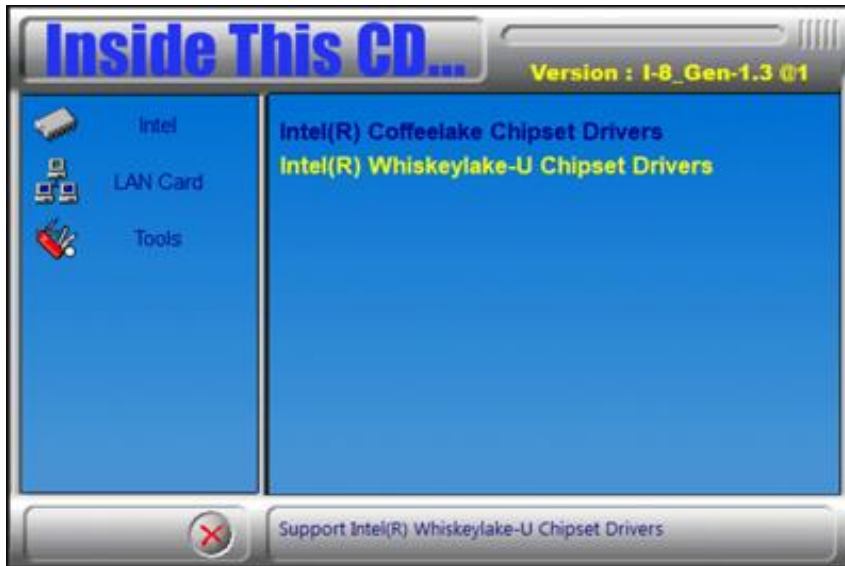 Inside This CD...
Version : I-8_Gen-1.3 @1
Intel
LAN Card
Tools
Intel(R) Coffeelake Chipset Drivers
Intel(R) Whiskeylake-U Chipset Drivers
Support Intel(R) Whiskeylake-U Chipset Drivers